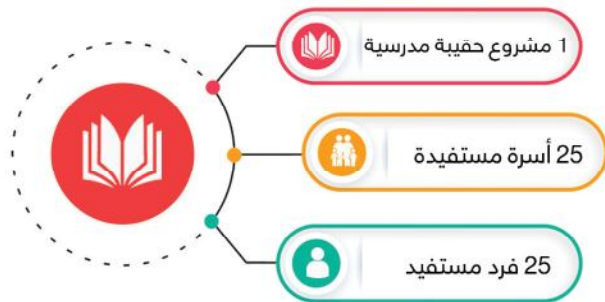 1 مشروع حقيبة مدرسية
25 أسرة مستفيدة
25 فرد مستفيد